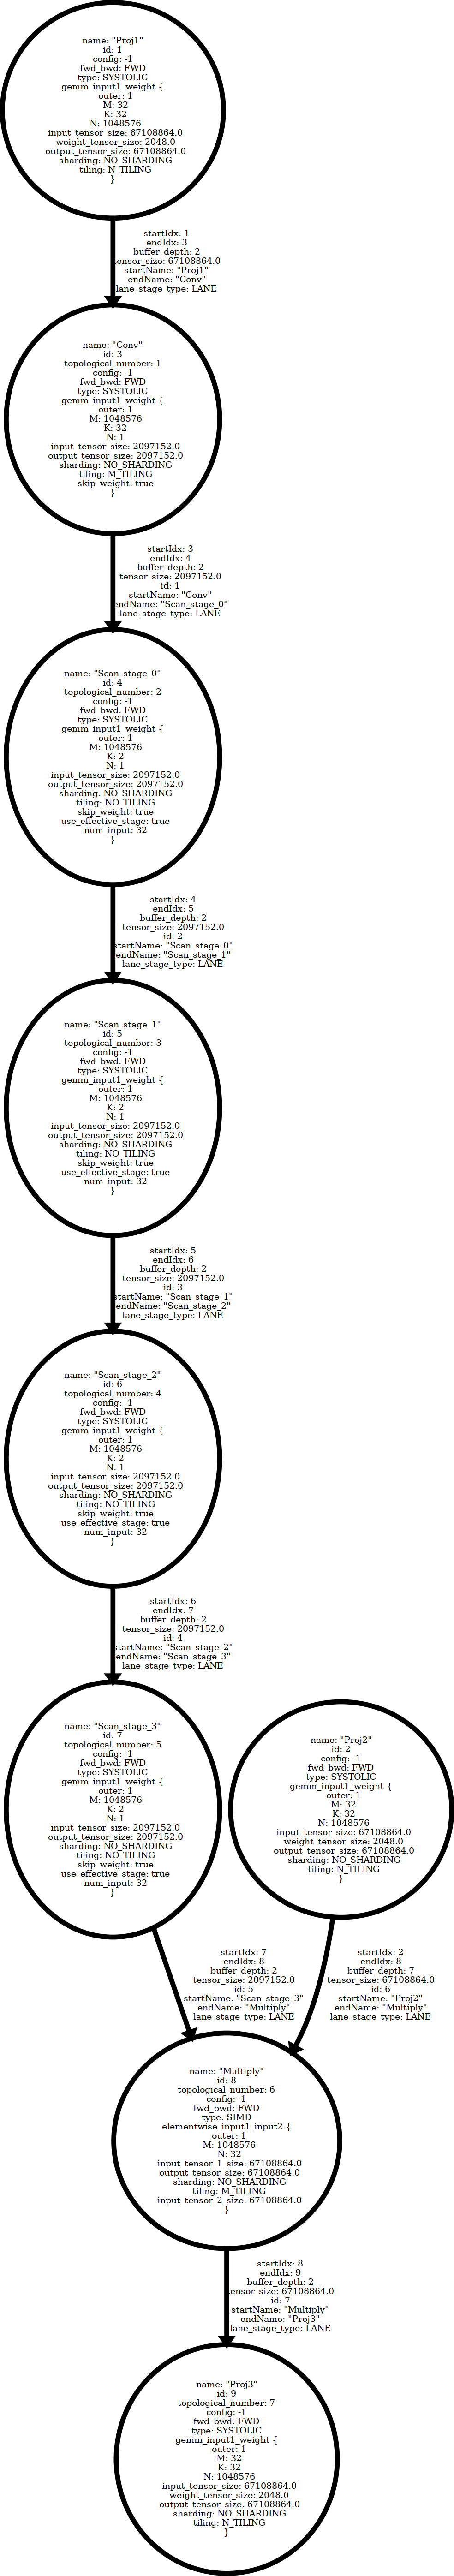 name: "Proj1"
id: 1
config: -1
fwd_bwd: FWD
type: SYSTOLIC
gemm_input1_weight {
outer: 1
M: 32
K: 32
N: 1048576
input_tensor_size: 67108864.0
weight_tensor_size: 2048.0
output_tensor_size: 67108864.0
sharding: NO_SHARDING
tiling: N_TILING
}
startIdx: 1
endIdx: 3
buffer_depth: 2
tensor_size: 67108864.0
startName: "Proj1"
endName: "Conv"
lane_stage_type: LANE
name: "Conv"
id: 3
topological_number: 1
config: -1
fwd_bwd: FWD
type: SYSTOLIC
gemm_input1_weight {
outer: 1
M: 1048576
K: 32
N: 1
input_tensor_size: 2097152.0
output_tensor_size: 2097152.0
sharding: NO_SHARDING
tiling: M_TILING
skip_weight: true
}
startIdx: 3
endIdx: 4
buffer_depth: 2
tensor_size: 2097152.0
id: 1
startName: "Conv"
endName: "Scan_stage_0"
lane_stage_type: LANE
name: "Scan_stage_0"
id: 4
topological_number: 2
config: -1
fwd_bwd: FWD
type: SYSTOLIC
gemm_input1_weight {
outer: 1
M: 1048576
K: 2
N: 1
input_tensor_size: 2097152.0
output_tensor_size: 2097152.0
sharding: NO_SHARDING
tiling: NO_TILING
skip_weight: true
use_effective_stage: true
num_input: 32
}
startIdx: 4
endIdx: 5
buffer_depth: 2
tensor_size: 2097152.0
id: 2
startName: "Scan_stage_0"
endName: "Scan_stage_1"
lane_stage_type: LANE
name: "Scan_stage_1"
id: 5
topological_number: 3
config: -1
fwd_bwd: FWD
type: SYSTOLIC
gemm_input1_weight {
outer: 1
M: 1048576
K: 2
N: 1
input_tensor_size: 2097152.0
output_tensor_size: 2097152.0
sharding: NO_SHARDING
tiling: NO_TILING
skip_weight: true
use_effective_stage: true
num_input: 32
}
startIdx: 5
endIdx: 6
buffer_depth: 2
tensor_size: 2097152.0
id: 3
startName: "Scan_stage_1"
endName: "Scan_stage_2"
lane_stage_type: LANE
name: "Scan_stage_2"
id: 6
topological_number: 4
config: -1
fwd_bwd: FWD
type: SYSTOLIC
gemm_input1_weight {
outer: 1
M: 1048576
K: 2
N: 1
input_tensor_size: 2097152.0
output_tensor_size: 2097152.0
sharding: NO_SHARDING
tiling: NO_TILING
skip_weight: true
use_effective_stage: true
num_input: 32
}
startIdx: 6
endIdx: 7
buffer_depth: 2
tensor_size: 2097152.0
id: 4
startName: "Scan_stage_2"
endName: "Scan_stage_3"
lane_stage_type: LANE
name: "Scan_stage_3"
id: 7
topological_number: 5
config: -1
fwd_bwd: FWD
type: SYSTOLIC
gemm_input1_weight {
outer: 1
M: 1048576
K: 2
N: 1
input_tensor_size: 2097152.0
output_tensor_size: 2097152.0
sharding: NO_SHARDING
tiling: NO_TILING
skip_weight: true
use_effective_stage: true
num_input: 32
}
name: "Proj2"
id: 2
config: -1
fwd_bwd: FWD
type: SYSTOLIC
gemm_input1_weight {
outer: 1
M: 32
K: 32
N: 1048576
input_tensor_size: 67108864.0
weight_tensor_size: 2048.0
output_tensor_size: 67108864.0
sharding: NO_SHARDING
tiling: N_TILING
}
startIdx: 7
endIdx: 8
buffer_depth: 2
tensor_size: 2097152.0
id: 5
startName: "Scan_stage_3"
endName: "Multiply"
lane_stage_type: LANE
startIdx: 2
endIdx: 8
buffer_depth: 7
tensor_size: 67108864.0
id: 6
startName: "Proj2"
endName: "Multiply"
lane_stage_type: LANE
name: "Multiply"
id: 8
topological_number: 6
config: -1
fwd_bwd: FWD
type: SIMD
elementwise_input1_input2 {
outer: 1
M: 1048576
N: 32
input_tensor_1_size: 67108864.0
output_tensor_size: 67108864.0
sharding: NO_SHARDING
tiling: M_TILING
input_tensor_2_size: 67108864.0
}
startIdx: 8
endIdx: 9
buffer_depth: 2
tensor_size: 67108864.0
id: 7
startName: "Multiply"
endName: "Proj3"
lane_stage_type: LANE
name: "Proj3"
id: 9
topological_number: 7
config: -1
fwd_bwd: FWD
type: SYSTOLIC
gemm_input1_weight {
outer: 1
M: 32
K: 32
N: 1048576
input_tensor_size: 67108864.0
weight_tensor_size: 2048.0
output_tensor_size: 67108864.0
sharding: NO_SHARDING
tiling: N_TILING
}